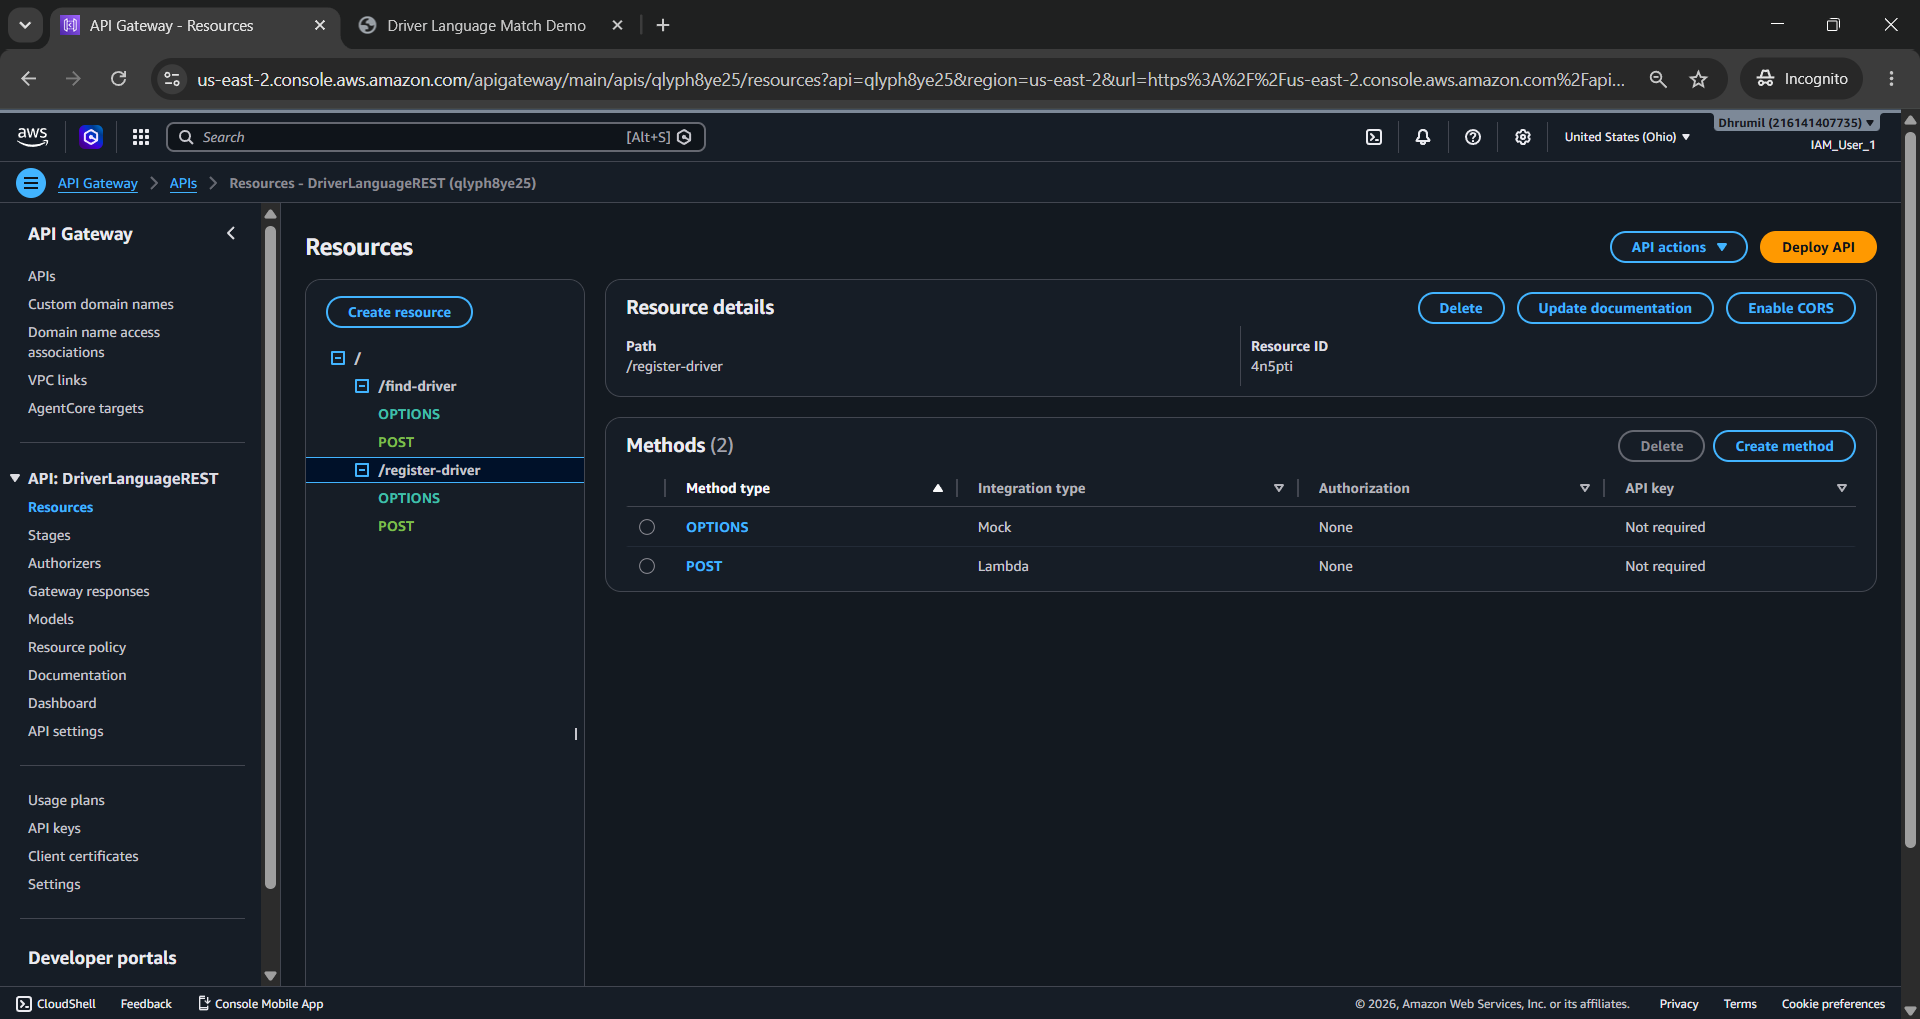 API Gateway - Resources
Driver Language Match Demo
us-east-2.console.aws.amazon.com/apigateway/main/apis/qlyph8ye25/resources?api=qlyph8ye25&region=us-east-2&url=https%3A%2F%2Fus-east-2.console.aws.amazon.com%2Fapi...
Incognito
aws
Search
[Alt+S]
United States (Ohio)
Dhrumil (216141407735)
IAM_User_1
API Gateway
APIs
Resources - DriverLanguageREST (qlyph8ye25)
API Gateway
APIs
Custom domain names
Domain name access
associations
VPC links
AgentCore targets
API: DriverLanguageREST
Resources
Stages
Authorizers
Gateway responses
Models
Resource policy
Documentation
Dashboard
API settings
Usage plans
API keys
Client certificates
Settings
Developer portals
Resources
API actions
Deploy API
Create resource
/
/find-driver
OPTIONS
POST
/register-driver
OPTIONS
POST
Resource details
Delete
Update documentation
Enable CORS
Path
/register-driver
Resource ID
4n5pti
Methods (2)
Delete
Create method
Method type
Integration type
Authorization
API key
OPTIONS
Mock
None
Not required
POST
Lambda
None
Not required
CloudShell
Feedback
Console Mobile App
© 2026, Amazon Web Services, Inc. or its affiliates.
Privacy
Terms
Cookie preferences